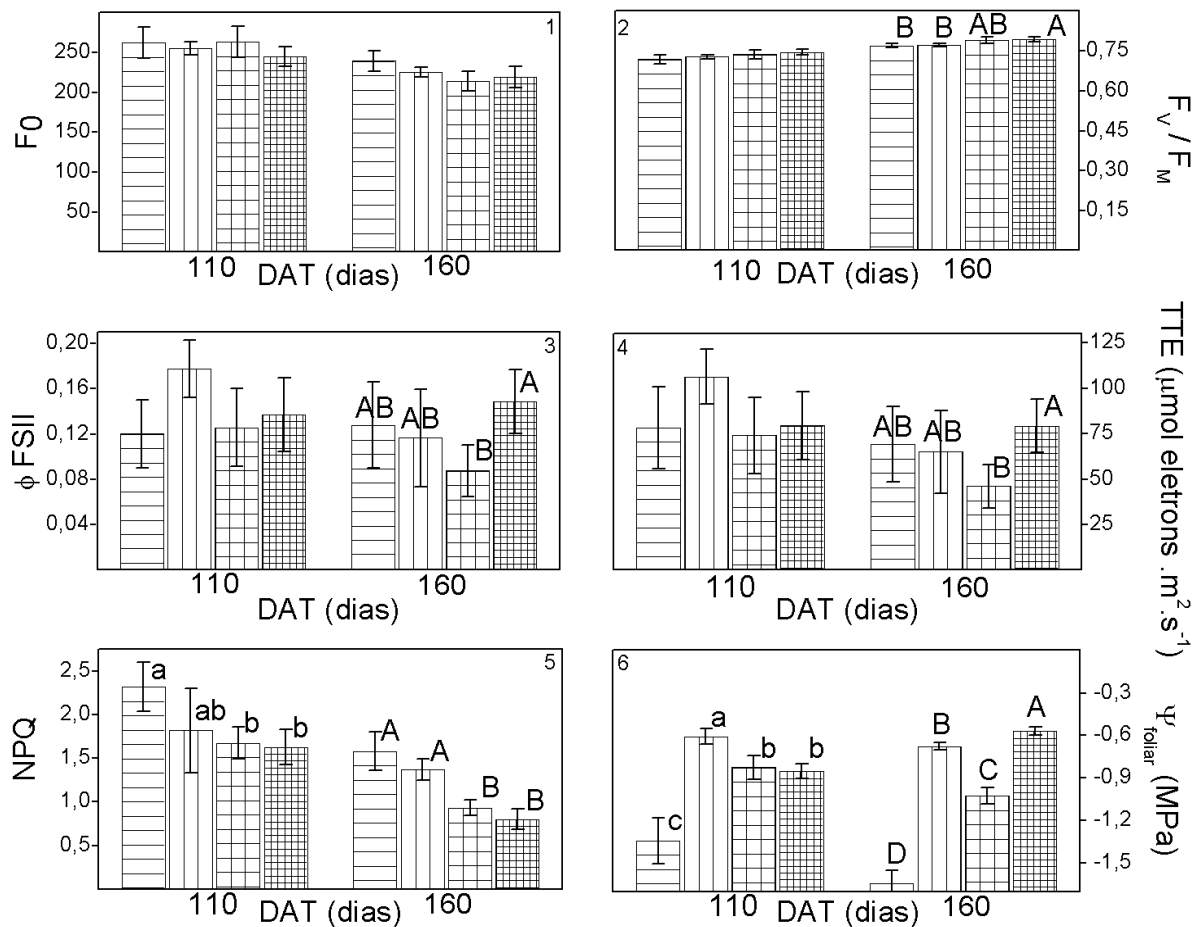 1
250
200
150
100
50
F0
110
160
DAT (dias)
2
B
B
AB
A
0,75
0,60
0,45
0,30
0,15
F_V / F_M
110
160
DAT (dias)
3
0,20
0,16
0,12
0,08
0,04
ϕ FSII
AB
AB
B
A
110
160
DAT (dias)
4
125
100
75
50
25
TTE (μmol eletrons .m².s⁻¹)
AB
AB
B
A
110
160
DAT (dias)
5
2,5
2,0
1,5
1,0
0,5
NPQ
a
ab
b
b
A
A
B
B
110
160
DAT (dias)
6
-0,3
-0,6
-0,9
-1,2
-1,5
Ψfoliar (MPa)
c
a
b
b
D
B
C
A
110
160
DAT (dias)